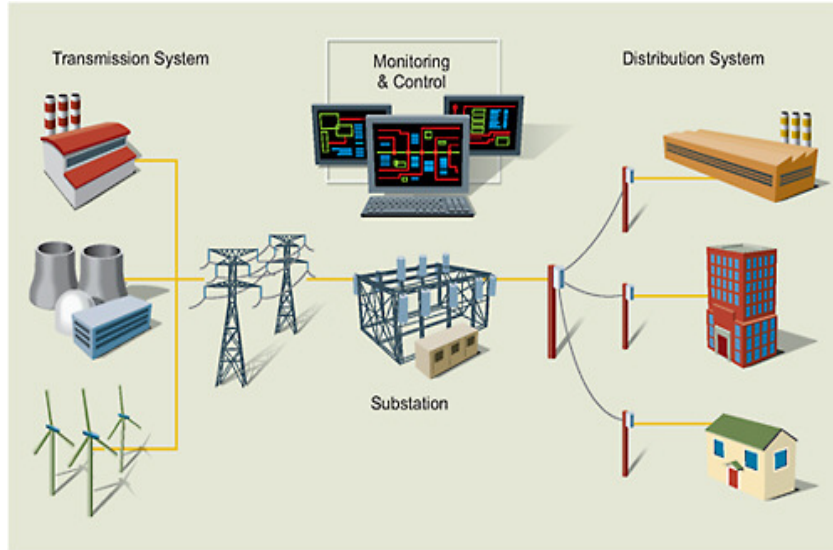 Transmission System
Monitoring
& Control
Distribution System
Substation